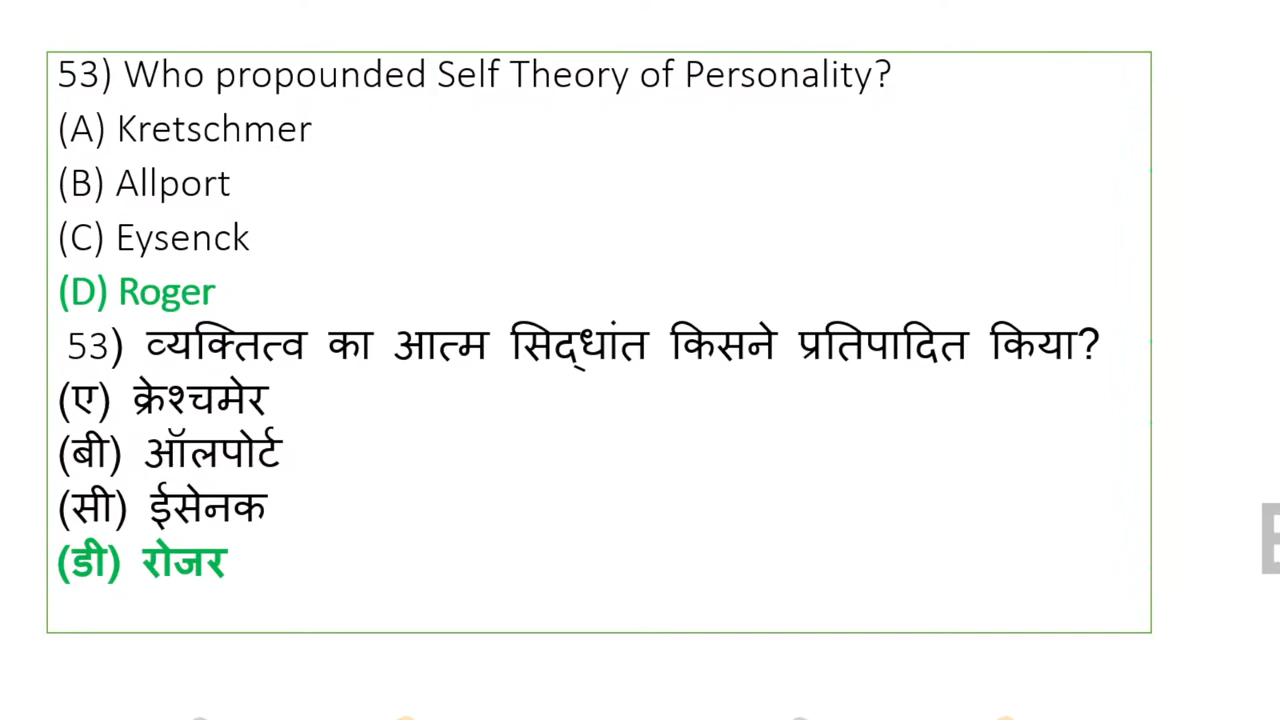 53) Who propounded Self Theory of Personality?
(A) Kretschmer
(B) Allport
(C) Eysenck
(D) Roger
53) व्यक्तित्व का आत्म सिद्धांत किसने प्रतिपादित किया?
(ए) क्रेश्चमेर
(बी) ऑलपोर्ट
(सी) ईसेनक
(डी) रोजर